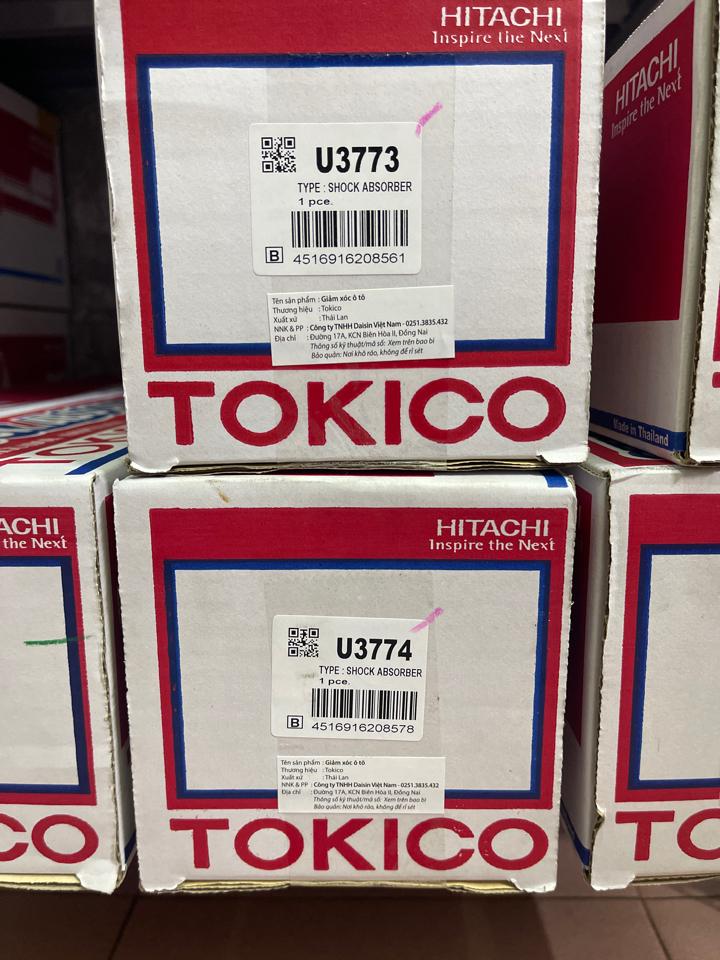 HITACHI
Inspire the Next
U3773
TYPE : SHOCK ABSORBER
1 pce.
B 4516916208561
Tên sản phẩm : Giảm xóc ô tô
Thương hiệu : Tokico
Xuất xứ : Thái Lan
NNK & PP : Công ty TNHH Daisin Việt Nam - 0251.3835.432
Địa chỉ : Đường 17A, KCN Biên Hòa II, Đồng Nai
Thông số kỹ thuật/mã số: Xem trên bao bì
Bảo quản: Nơi khô ráo, không để rỉ sét
TOKICO
HITACHI
Inspire the Next
Made in Thailand
HITACHI
Inspire the Next
U3774
TYPE : SHOCK ABSORBER
1 pce.
B 4516916208578
Tên sản phẩm : Giảm xóc ô tô
Thương hiệu : Tokico
Xuất xứ : Thái Lan
NNK & PP : Công ty TNHH Daisin Việt Nam - 0251.3835.432
Địa chỉ : Đường 17A, KCN Biên Hòa II, Đồng Nai
Thông số kỹ thuật/mã số: Xem trên bao bì
Bảo quản: Nơi khô ráo, không để rỉ sét
TOKICO
ACHI
the Next
CO
TO